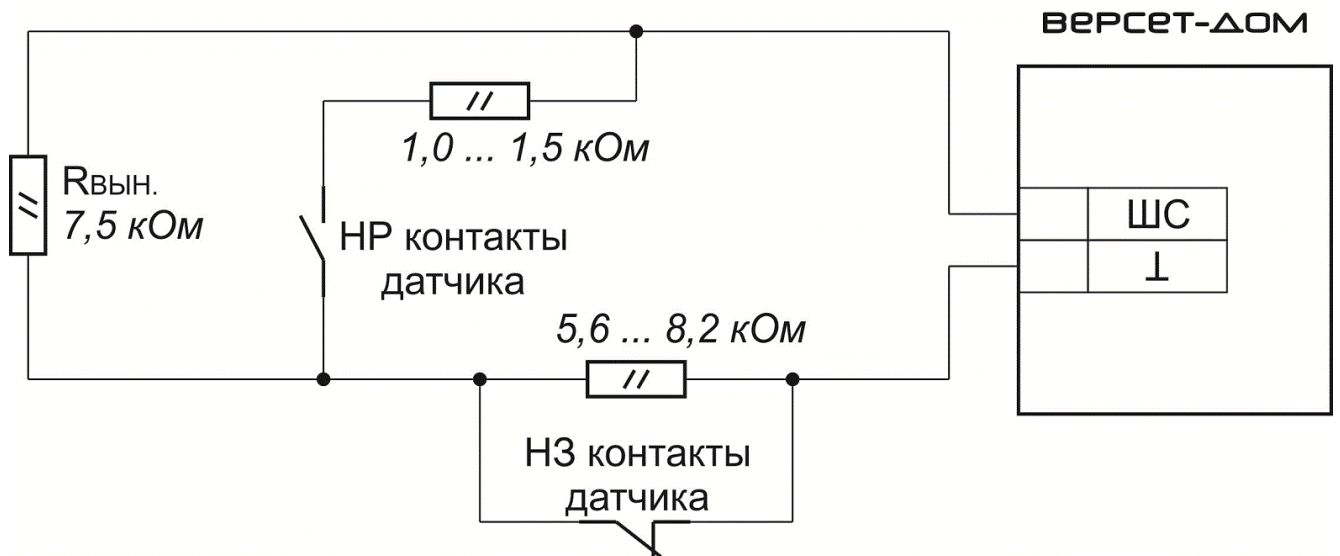 ВЕРСЕТ-ДОМ
1,0 ... 1,5 кОм
Rвын.
7,5 кОм
НР контакты
датчика
ШС
⊥
5,6 ... 8,2 кОм
НЗ контакты
датчика